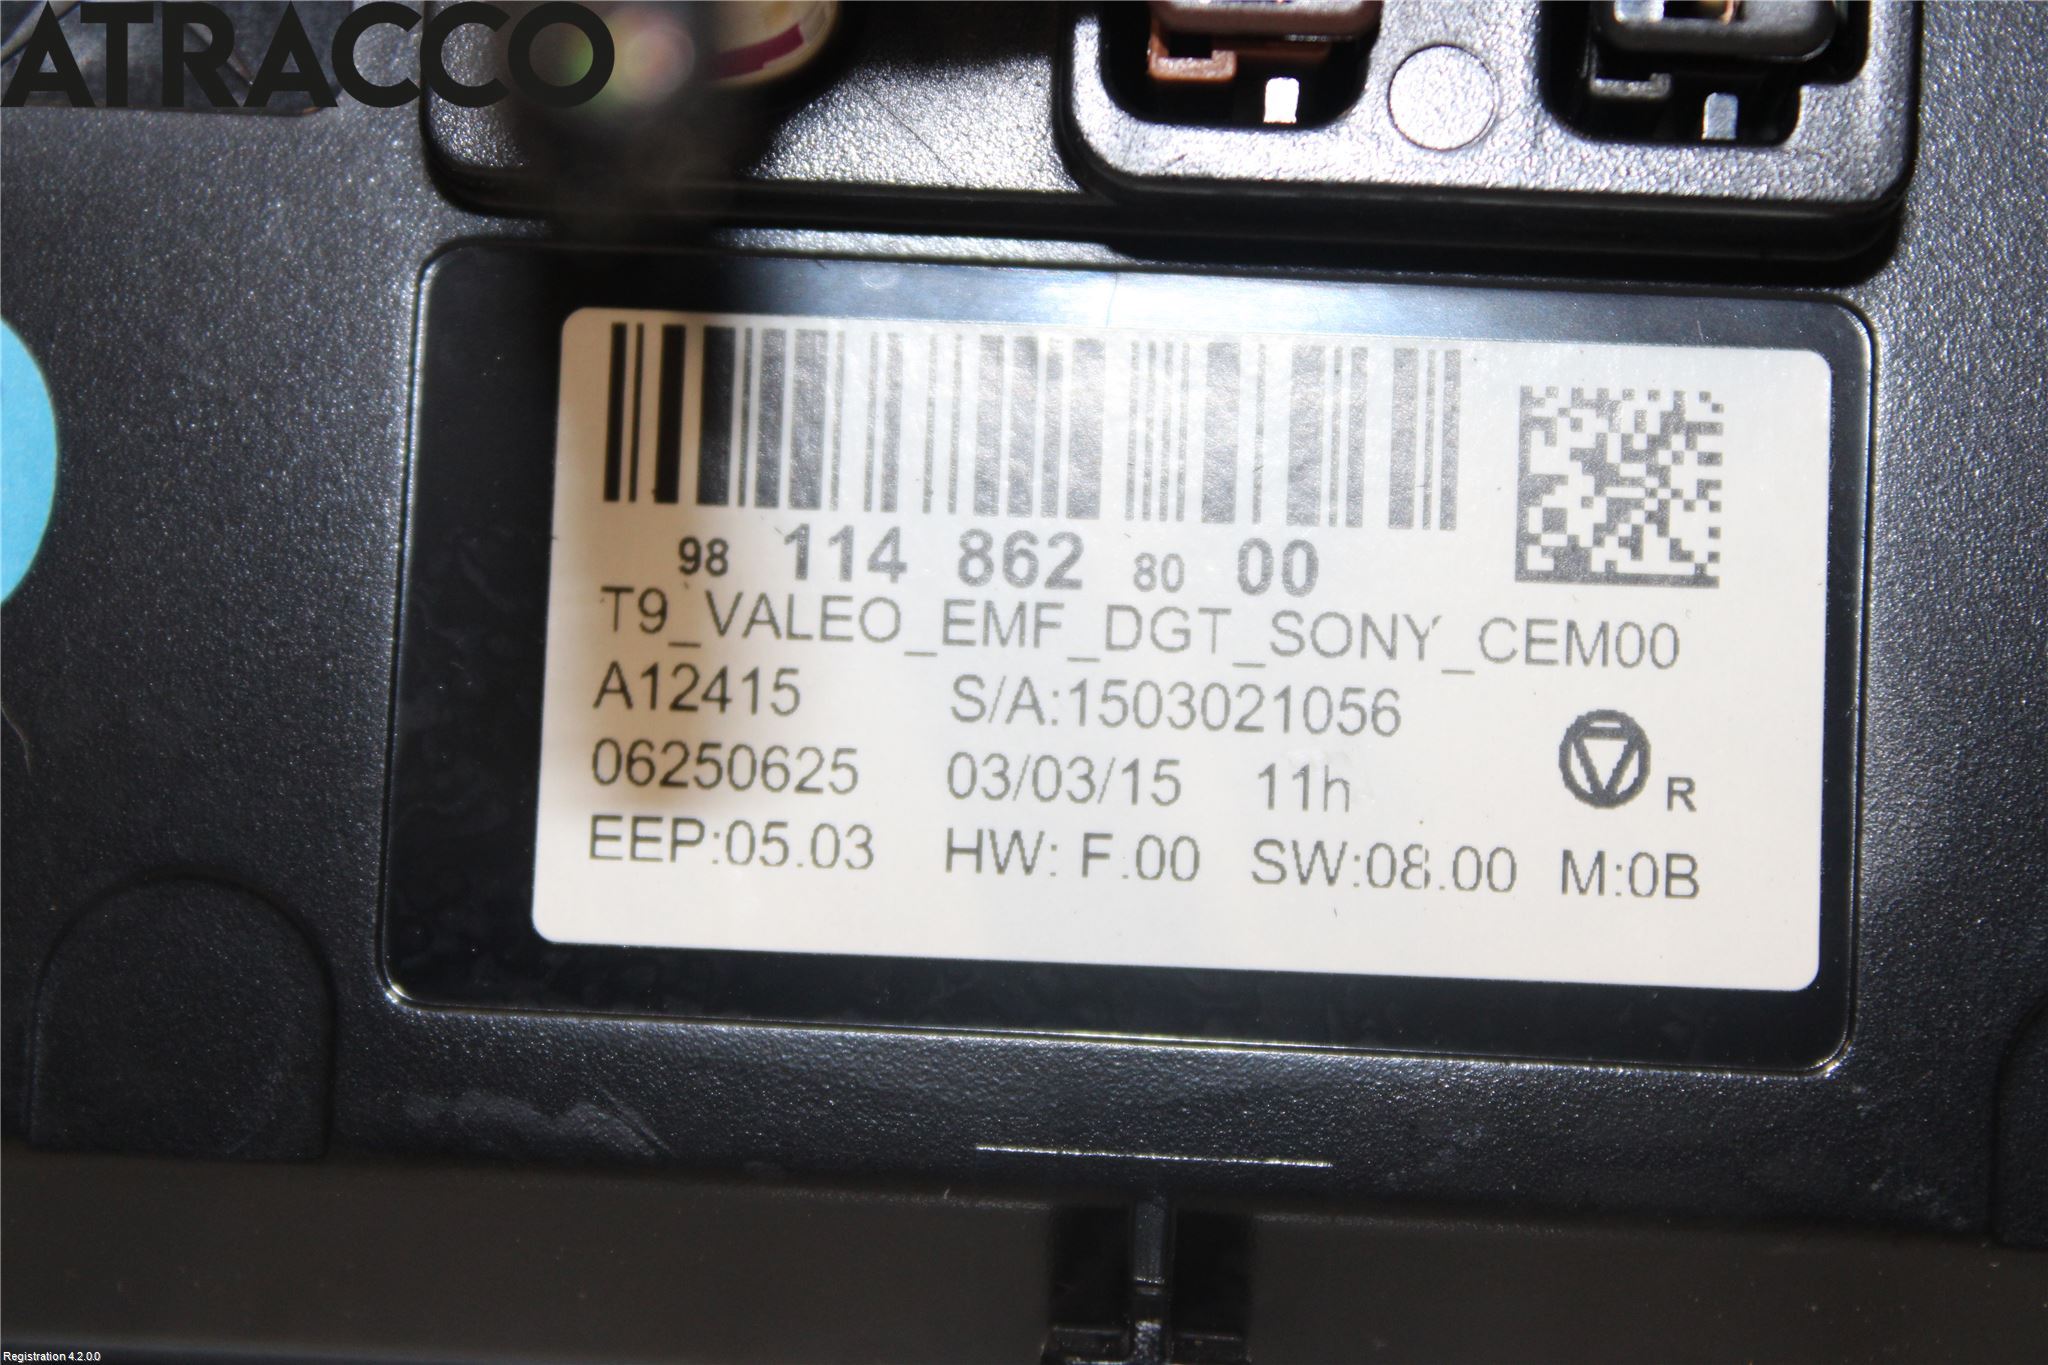 ATRACCO
98 114 862 80 00
T9_VALEO_EMF_DGT_SONY_CEM00
A12415 S/A:1503021056
06250625 03/03/15 11h R
EEP:05.03 HW: F.00 SW:08.00 M:0B
Registration 4.2.0.0